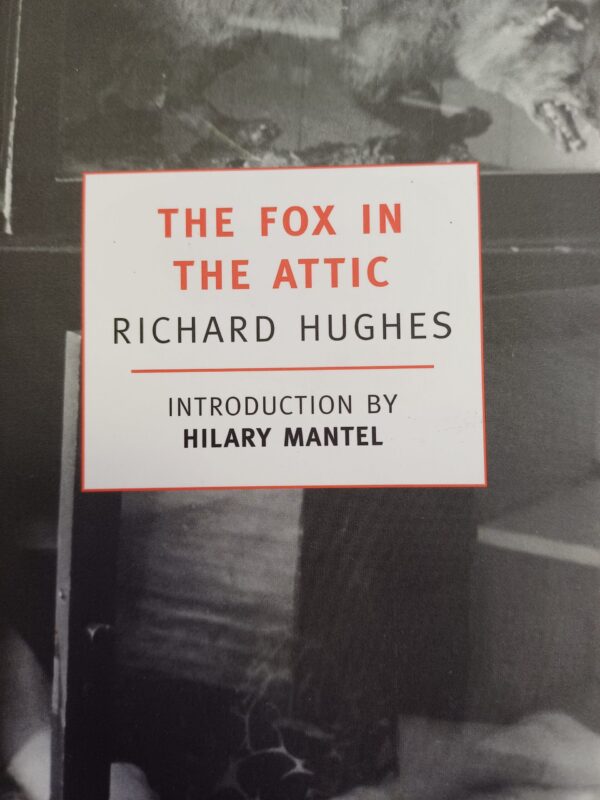 THE FOX IN
THE ATTIC
RICHARD HUGHES
INTRODUCTION BY
HILARY MANTEL